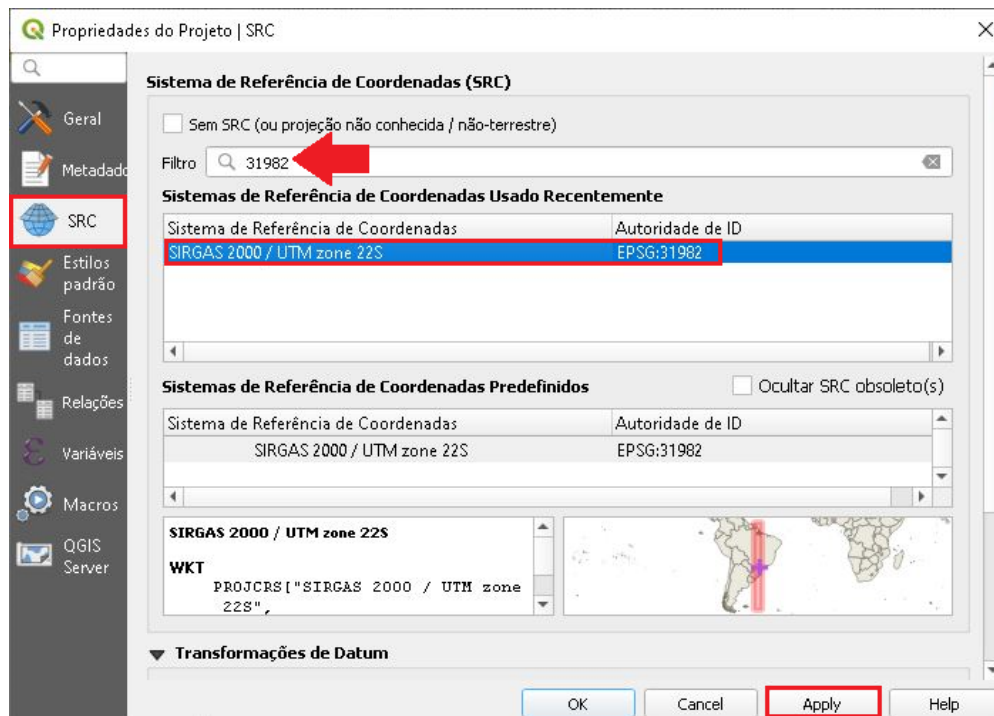 Propriedades do Projeto | SRC
Geral
Metadado
SRC
Estilos
padrão
Fontes
de
dados
Relações
Variáveis
Macros
QGIS
Server
Sistema de Referência de Coordenadas (SRC)
Sem SRC (ou projeção não conhecida / não-terrestre)
Filtro
31982
Sistemas de Referência de Coordenadas Usado Recentemente
Sistema de Referência de Coordenadas Autoridade de ID
SIRGAS 2000 / UTM zone 22S EPSG:31982
Sistemas de Referência de Coordenadas Predefinidos Ocultar SRC obsoleto(s)
Sistema de Referência de Coordenadas Autoridade de ID
SIRGAS 2000 / UTM zone 22S EPSG:31982
SIRGAS 2000 / UTM zone 22S
WKT
PROJCRS["SIRGAS 2000 / UTM zone
22S",
Transformações de Datum
OK Cancel Apply Help